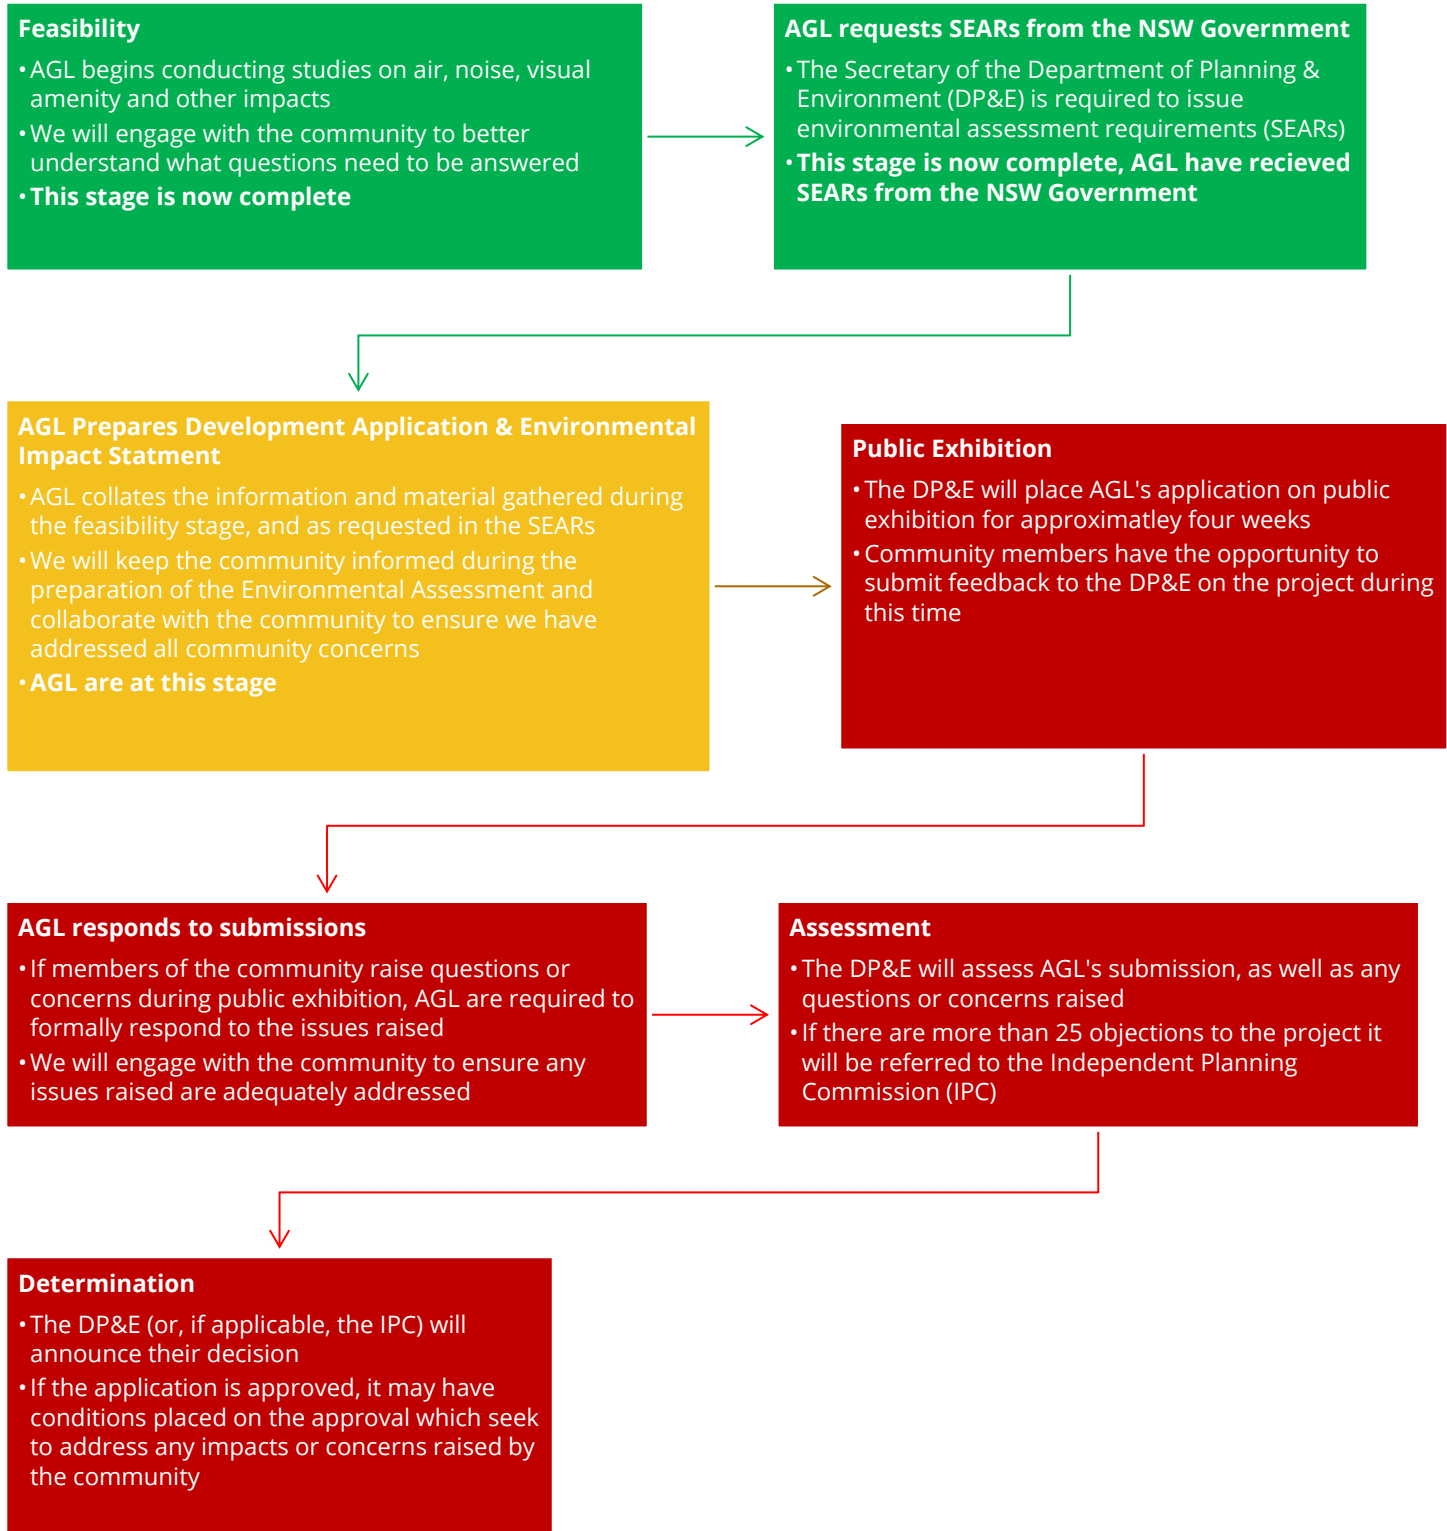 Feasibility
• AGL begins conducting studies on air, noise, visual
amenity and other impacts
• We will engage with the community to better
understand what questions need to be answered
• This stage is now complete
AGL requests SEARs from the NSW Government
• The Secretary of the Department of Planning &
Environment (DP&E) is required to issue
environmental assessment requirements (SEARs)
• This stage is now complete, AGL have recieved
SEARs from the NSW Government
AGL Prepares Development Application & Environmental
Impact Statment
• AGL collates the information and material gathered during
the feasibility stage, and as requested in the SEARs
• We will keep the community informed during the
preparation of the Environmental Assessment and
collaborate with the community to ensure we have
addressed all community concerns
• AGL are at this stage
Public Exhibition
• The DP&E will place AGL's application on public
exhibition for approximatley four weeks
• Community members have the opportunity to
submit feedback to the DP&E on the project during
this time
AGL responds to submissions
• If members of the community raise questions or
concerns during public exhibition, AGL are required to
formally respond to the issues raised
• We will engage with the community to ensure any
issues raised are adequately addressed
Assessment
• The DP&E will assess AGL's submission, as well as any
questions or concerns raised
• If there are more than 25 objections to the project it
will be referred to the Independent Planning
Commission (IPC)
Determination
• The DP&E (or, if applicable, the IPC) will
announce their decision
• If the application is approved, it may have
conditions placed on the approval which seek
to address any impacts or concerns raised by
the community